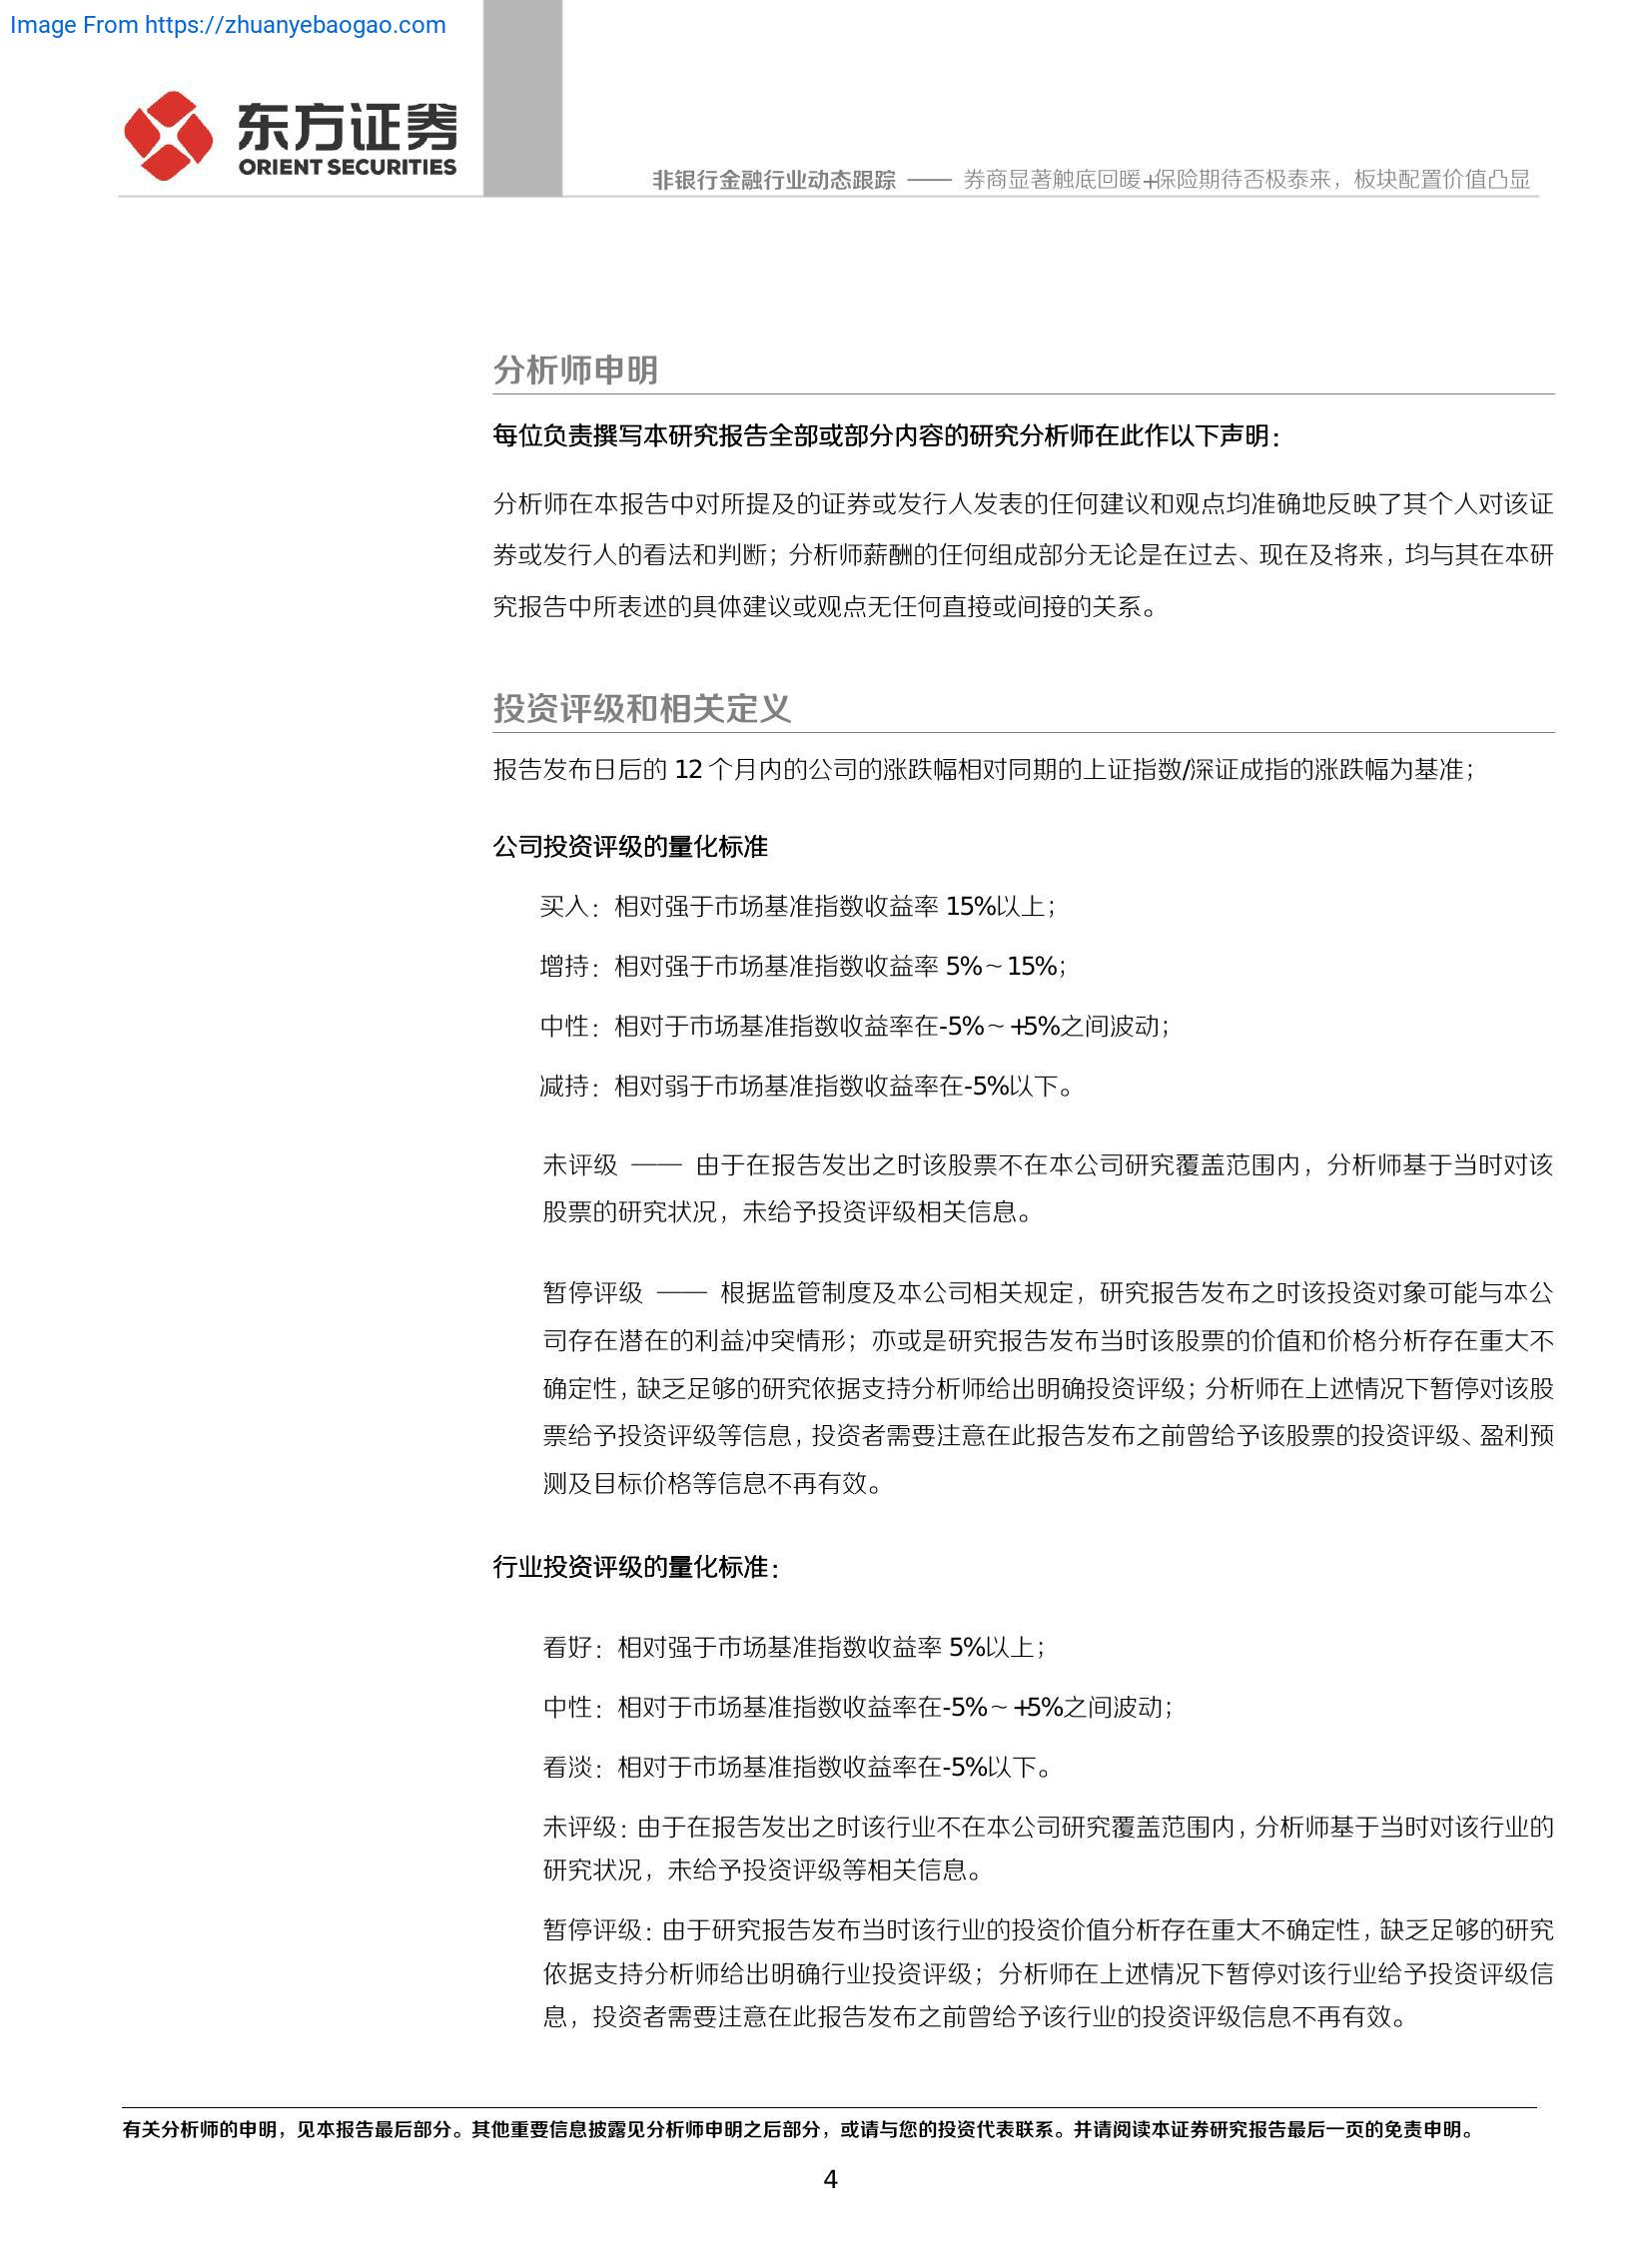 Image From https://zhuanyebaogao.com
东方证券
ORIENT SECURITIES
非银行金融行业动态跟踪 —— 券商显著触底回暖+保险期待否极泰来，板块配置价值凸显
分析师申明
每位负责撰写本研究报告全部或部分内容的研究分析师在此作以下声明：
分析师在本报告中对所提及的证券或发行人发表的任何建议和观点均准确地反映了其个人对该证
券或发行人的看法和判断；分析师薪酬的任何组成部分无论是在过去、现在及将来，均与其在本研
究报告中所表述的具体建议或观点无任何直接或间接的关系。
投资评级和相关定义
报告发布日后的 12 个月内的公司的涨跌幅相对同期的上证指数/深证成指的涨跌幅为基准；
公司投资评级的量化标准
买入：相对强于市场基准指数收益率 15%以上；
增持：相对强于市场基准指数收益率 5%～15%；
中性：相对于市场基准指数收益率在-5%～+5%之间波动；
减持：相对弱于市场基准指数收益率在-5%以下。
未评级 —— 由于在报告发出之时该股票不在本公司研究覆盖范围内，分析师基于当时对该
股票的研究状况，未给予投资评级相关信息。
暂停评级 —— 根据监管制度及本公司相关规定，研究报告发布之时该投资对象可能与本公
司存在潜在的利益冲突情形；亦或是研究报告发布当时该股票的价值和价格分析存在重大不
确定性，缺乏足够的研究依据支持分析师给出明确投资评级；分析师在上述情况下暂停对该股
票给予投资评级等信息，投资者需要注意在此报告发布之前曾给予该股票的投资评级、盈利预
测及目标价格等信息不再有效。
行业投资评级的量化标准：
看好：相对强于市场基准指数收益率 5%以上；
中性：相对于市场基准指数收益率在-5%～+5%之间波动；
看淡：相对于市场基准指数收益率在-5%以下。
未评级：由于在报告发出之时该行业不在本公司研究覆盖范围内，分析师基于当时对该行业的
研究状况，未给予投资评级等相关信息。
暂停评级：由于研究报告发布当时该行业的投资价值分析存在重大不确定性，缺乏足够的研究
依据支持分析师给出明确行业投资评级；分析师在上述情况下暂停对该行业给予投资评级信
息，投资者需要注意在此报告发布之前曾给予该行业的投资评级信息不再有效。
有关分析师的申明，见本报告最后部分。其他重要信息披露见分析师申明之后部分，或请与您的投资代表联系。并请阅读本证券研究报告最后一页的免责申明。
4